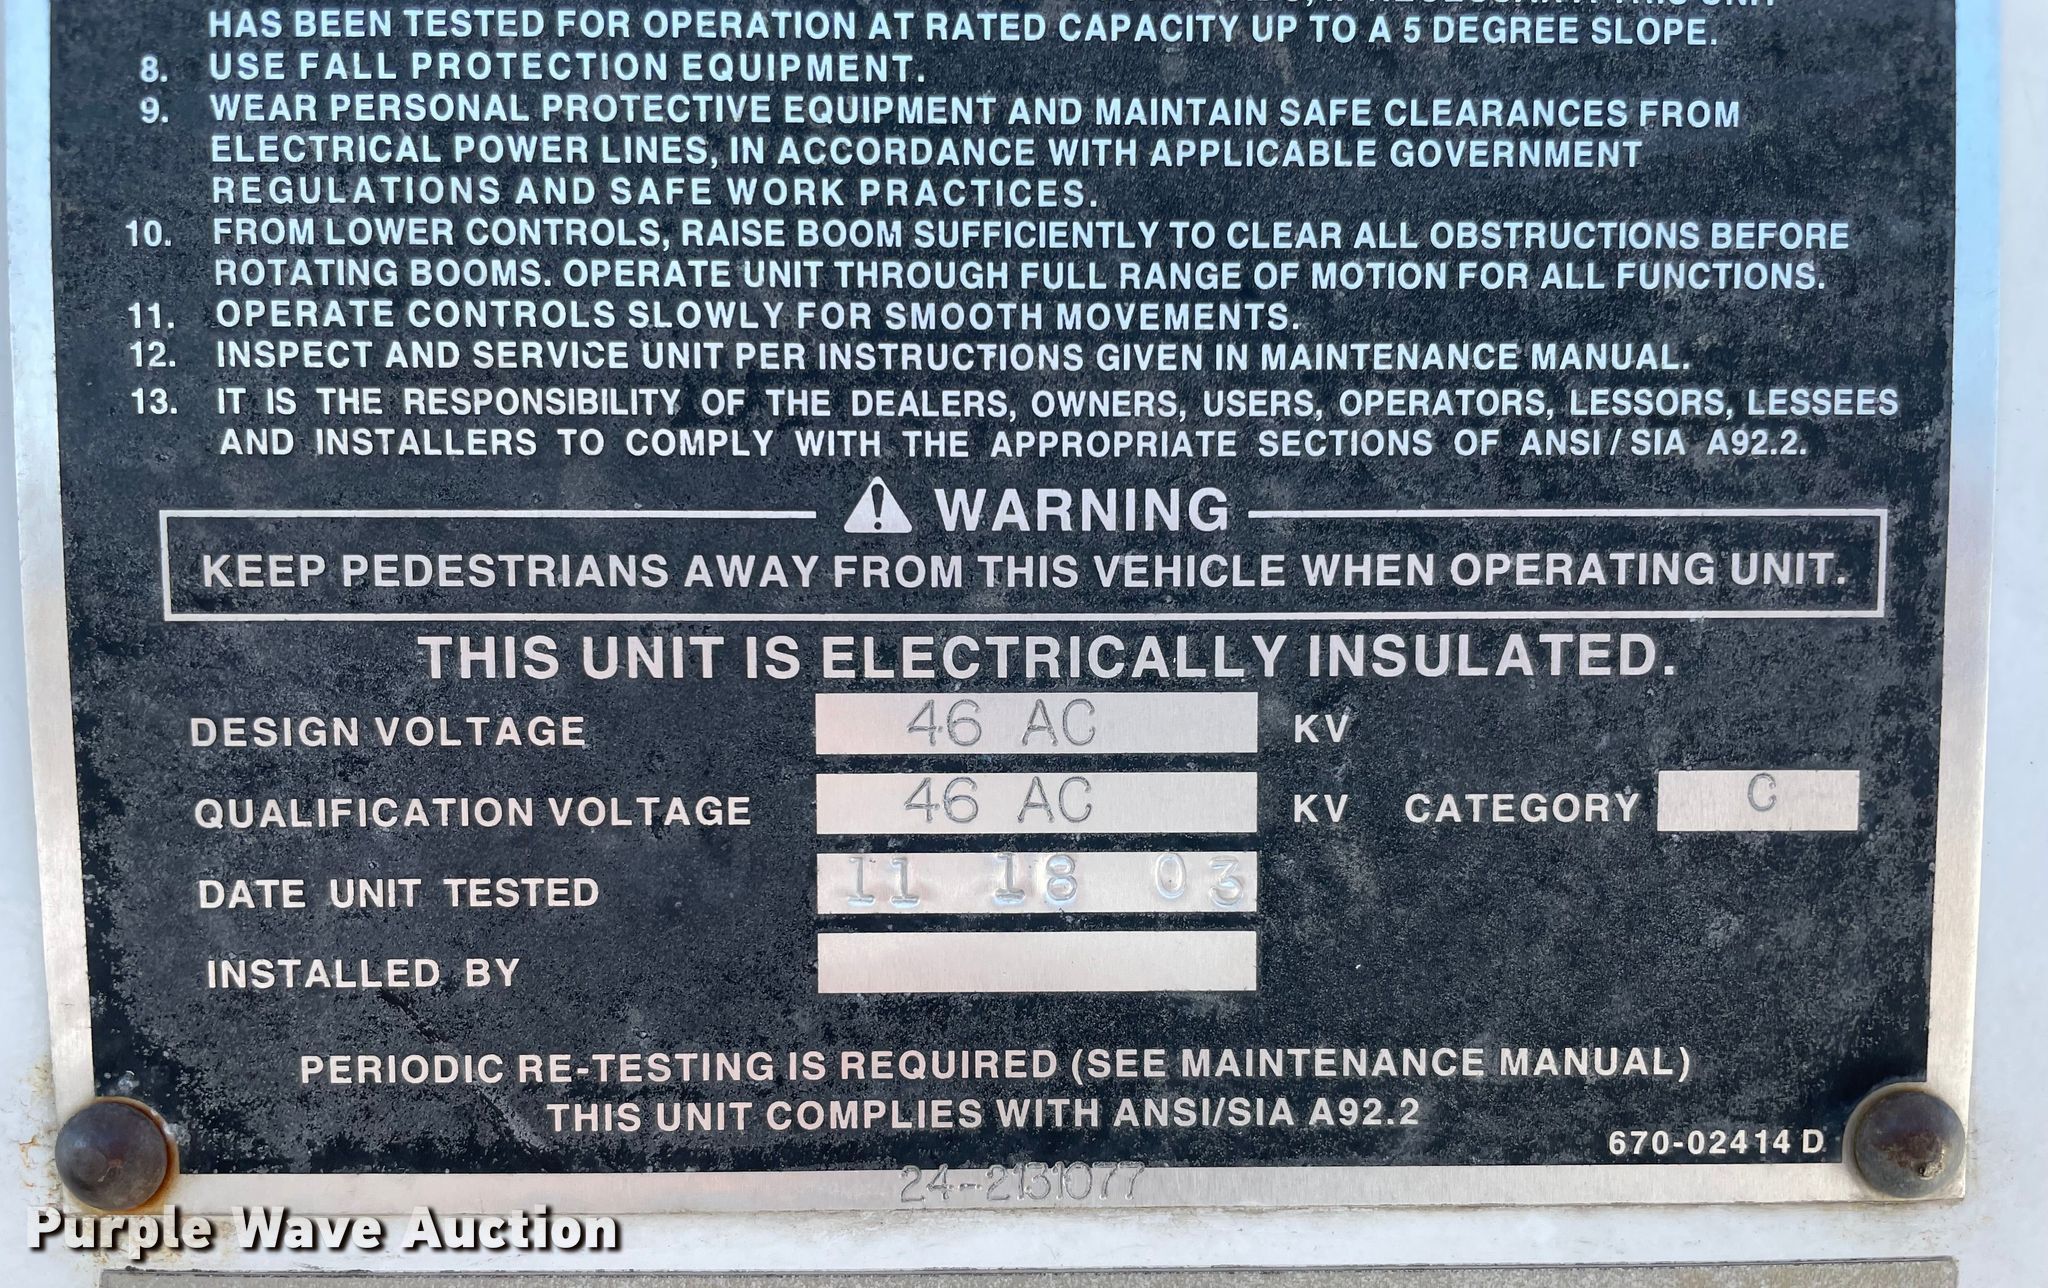 HAS BEEN TESTED FOR OPERATION AT RATED CAPACITY UP TO A 5 DEGREE SLOPE.
8. USE FALL PROTECTION EQUIPMENT.
9. WEAR PERSONAL PROTECTIVE EQUIPMENT AND MAINTAIN SAFE CLEARANCES FROM
ELECTRICAL POWER LINES, IN ACCORDANCE WITH APPLICABLE GOVERNMENT
REGULATIONS AND SAFE WORK PRACTICES.
10. FROM LOWER CONTROLS, RAISE BOOM SUFFICIENTLY TO CLEAR ALL OBSTRUCTIONS BEFORE
ROTATING BOOMS. OPERATE UNIT THROUGH FULL RANGE OF MOTION FOR ALL FUNCTIONS.
11. OPERATE CONTROLS SLOWLY FOR SMOOTH MOVEMENTS.
12. INSPECT AND SERVICE UNIT PER INSTRUCTIONS GIVEN IN MAINTENANCE MANUAL.
13. IT IS THE RESPONSIBILITY OF THE DEALERS, OWNERS, USERS, OPERATORS, LESSORS, LESSEES
AND INSTALLERS TO COMPLY WITH THE APPROPRIATE SECTIONS OF ANSI/SIA A92.2.
WARNING
KEEP PEDESTRIANS AWAY FROM THIS VEHICLE WHEN OPERATING UNIT.
THIS UNIT IS ELECTRICALLY INSULATED.
DESIGN VOLTAGE 46 AC KV
QUALIFICATION VOLTAGE 46 AC KV CATEGORY C
DATE UNIT TESTED 11 18 03
INSTALLED BY
PERIODIC RE-TESTING IS REQUIRED (SEE MAINTENANCE MANUAL)
THIS UNIT COMPLIES WITH ANSI/SIA A92.2
670-02414 D
24-2131077
Purple Wave Auction